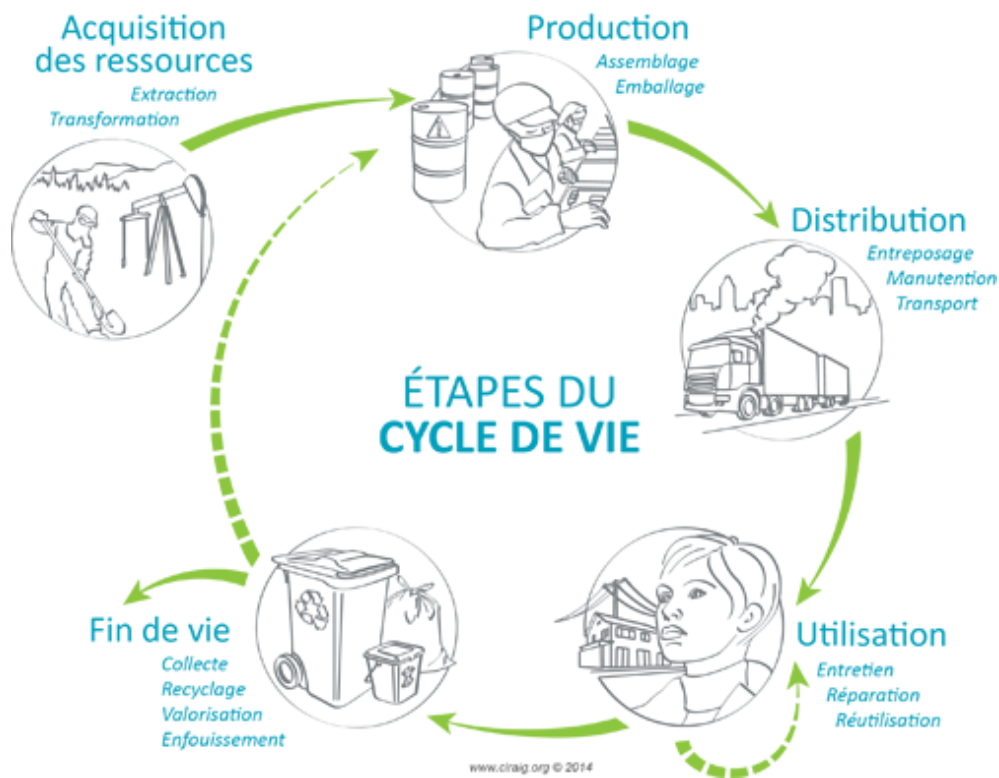 Acquisition
des ressources
Extraction
Transformation
Production
Assemblage
Emballage
Distribution
Entreposage
Manutention
Transport
ÉTAPES DU
CYCLE DE VIE
Utilisation
Entretien
Réparation
Réutilisation
Fin de vie
Collecte
Recyclage
Valorisation
Enfouissement
www.ciraig.org © 2014